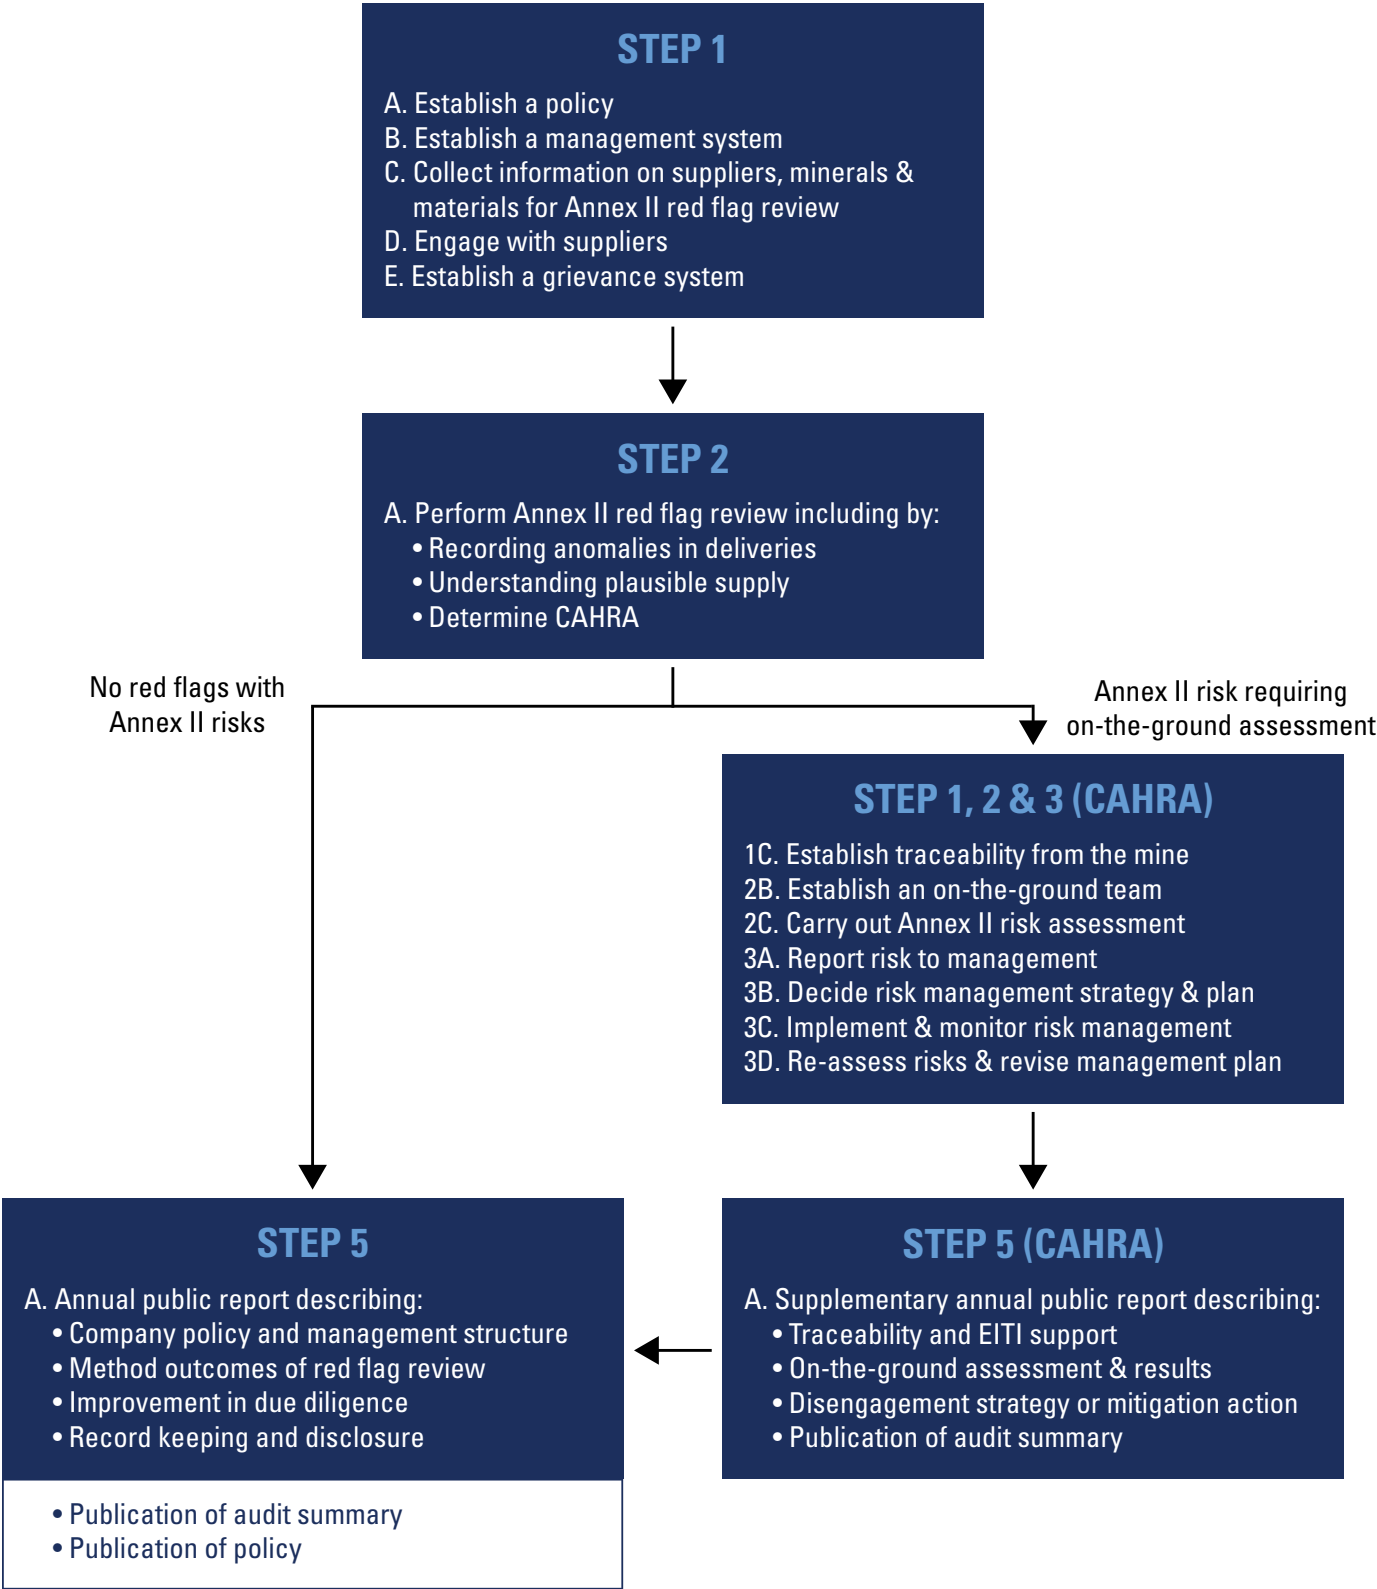 STEP 1
A. Establish a policy
B. Establish a management system
C. Collect information on suppliers, minerals &
materials for Annex II red flag review
D. Engage with suppliers
E. Establish a grievance system
STEP 2
A. Perform Annex II red flag review including by:
• Recording anomalies in deliveries
• Understanding plausible supply
• Determine CAHRA
No red flags with
Annex II risks
Annex II risk requiring
on-the-ground assessment
STEP 1, 2 & 3 (CAHRA)
1C. Establish traceability from the mine
2B. Establish an on-the-ground team
2C. Carry out Annex II risk assessment
3A. Report risk to management
3B. Decide risk management strategy & plan
3C. Implement & monitor risk management
3D. Re-assess risks & revise management plan
STEP 5
A. Annual public report describing:
• Company policy and management structure
• Method outcomes of red flag review
• Improvement in due diligence
• Record keeping and disclosure
• Publication of audit summary
• Publication of policy
STEP 5 (CAHRA)
A. Supplementary annual public report describing:
• Traceability and EITI support
• On-the-ground assessment & results
• Disengagement strategy or mitigation action
• Publication of audit summary